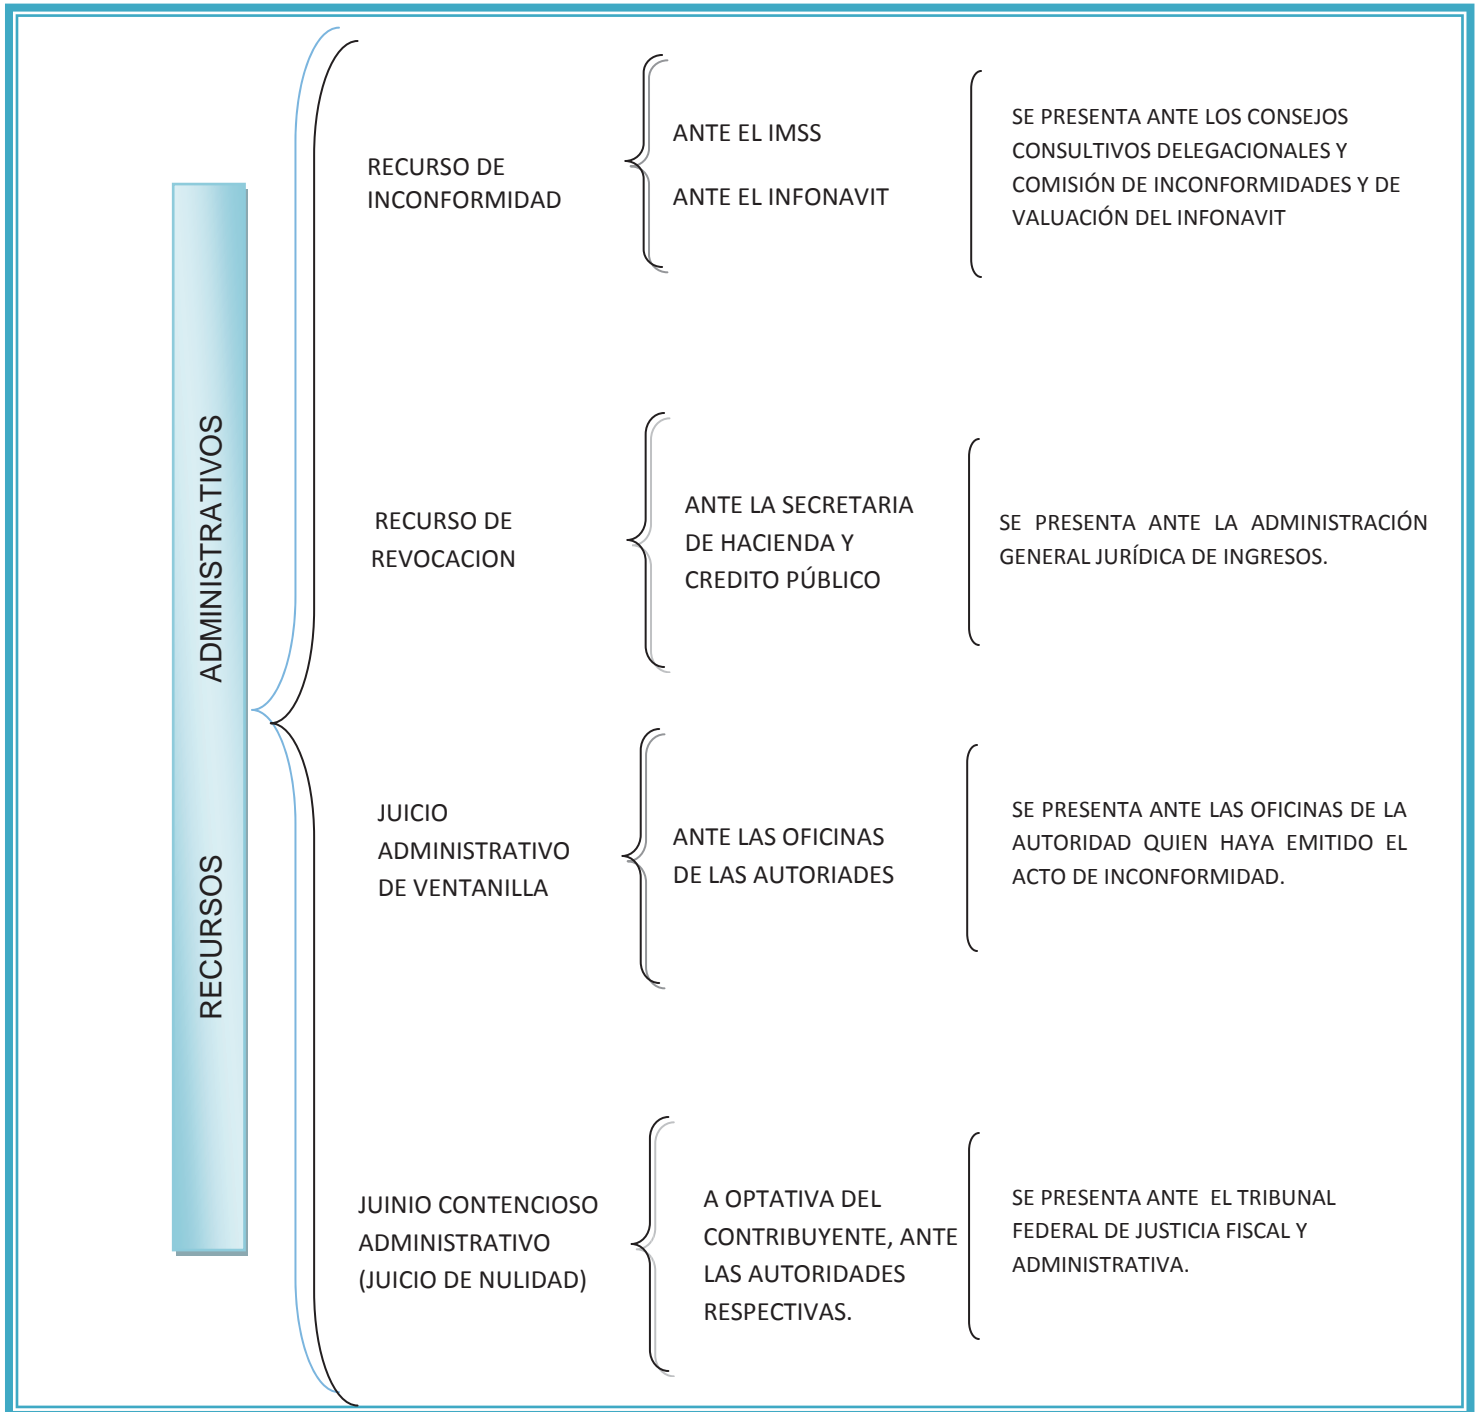 RECURSOS ADMINISTRATIVOS
RECURSO DE
INCONFORMIDAD
ANTE EL IMSS
ANTE EL INFONAVIT
SE PRESENTA ANTE LOS CONSEJOS
CONSULTIVOS DELEGACIONALES Y
COMISIÓN DE INCONFORMIDADES Y DE
VALUACIÓN DEL INFONAVIT
RECURSO DE
REVOCACION
ANTE LA SECRETARIA
DE HACIENDA Y
CREDITO PÚBLICO
SE PRESENTA ANTE LA ADMINISTRACIÓN
GENERAL JURÍDICA DE INGRESOS.
JUICIO
ADMINISTRATIVO
DE VENTANILLA
ANTE LAS OFICINAS
DE LAS AUTORIADES
SE PRESENTA ANTE LAS OFICINAS DE LA
AUTORIDAD QUIEN HAYA EMITIDO EL
ACTO DE INCONFORMIDAD.
JUINIO CONTENCIOSO
ADMINISTRATIVO
(JUICIO DE NULIDAD)
A OPTATIVA DEL
CONTRIBUYENTE, ANTE
LAS AUTORIDADES
RESPECTIVAS.
SE PRESENTA ANTE EL TRIBUNAL
FEDERAL DE JUSTICIA FISCAL Y
ADMINISTRATIVA.